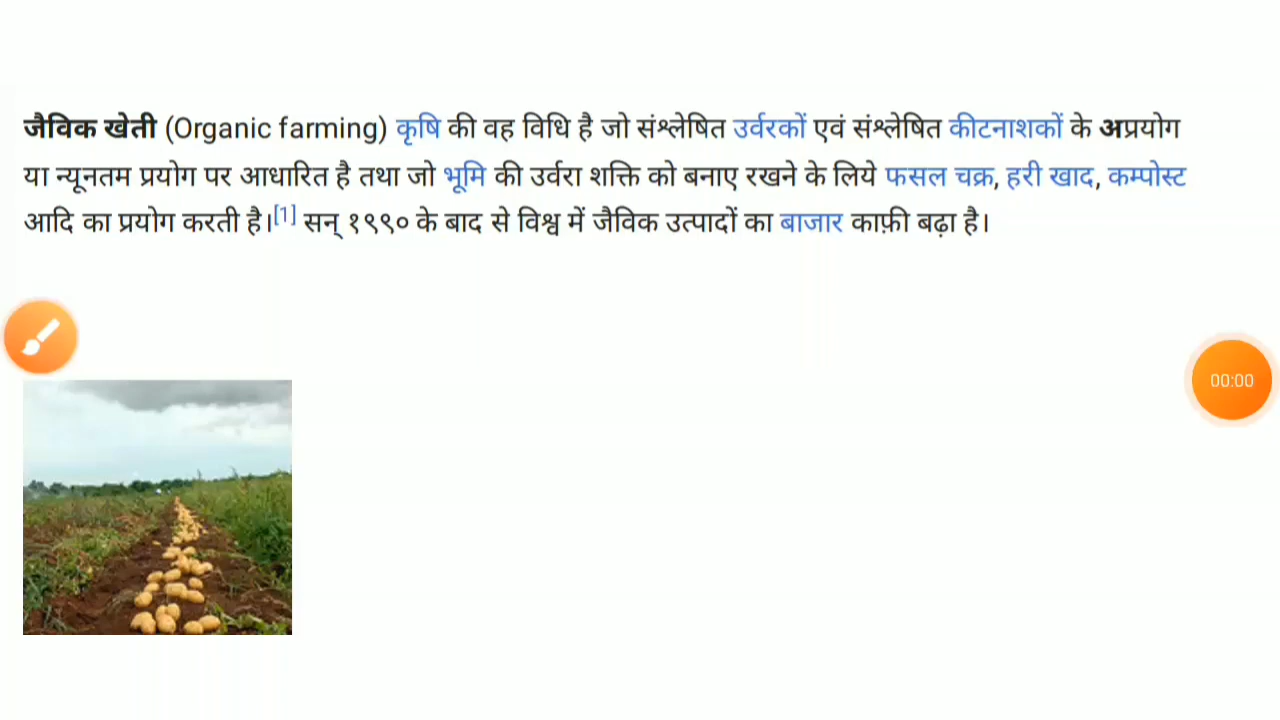 जैविक खेती (Organic farming) कृषि की वह विधि है जो संश्लेषित उर्वरकों एवं संश्लेषित कीटनाशकों के अप्रयोग
या न्यूनतम प्रयोग पर आधारित है तथा जो भूमि की उर्वरा शक्ति को बनाए रखने के लिये फसल चक्र, हरी खाद, कम्पोस्ट
आदि का प्रयोग करती है।[1] सन् १९९० के बाद से विश्व में जैविक उत्पादों का बाजार काफ़ी बढ़ा है।
00:00